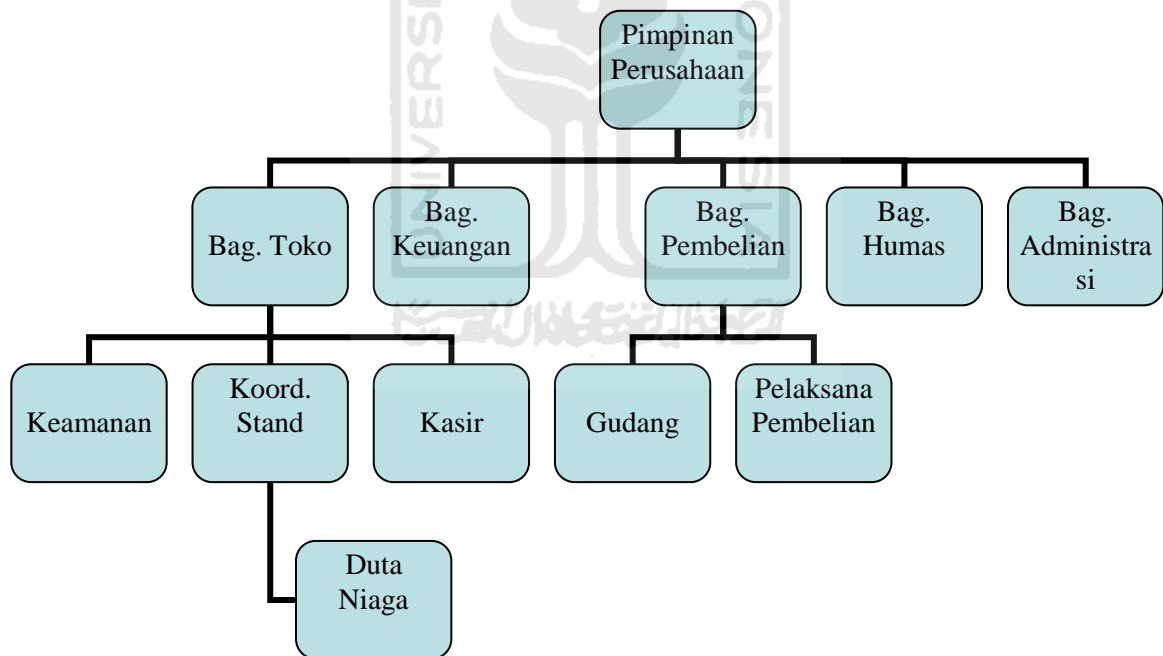 Pimpinan
Perusahaan
Bag. Toko
Bag.
Keuangan
Bag.
Pembelian
Bag.
Humas
Bag.
Administra
si
Keamanan
Koord.
Stand
Kasir
Gudang
Pelaksana
Pembelian
Duta
Niaga